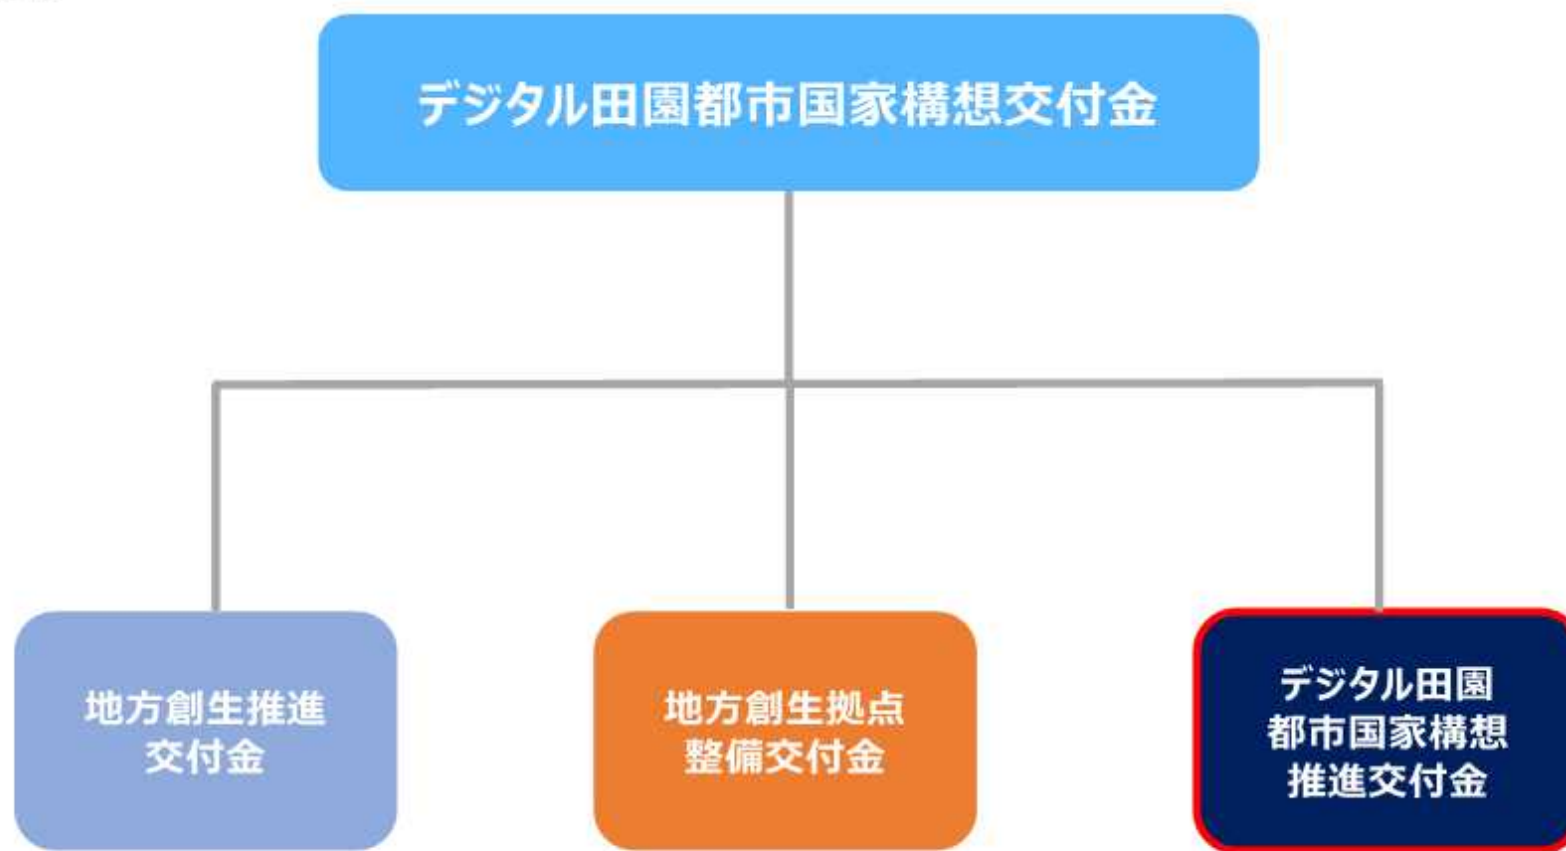 デジタル田園都市国家構想交付金
地方創生推進
交付金
地方創生拠点
整備交付金
デジタル田園
都市国家構想
推進交付金